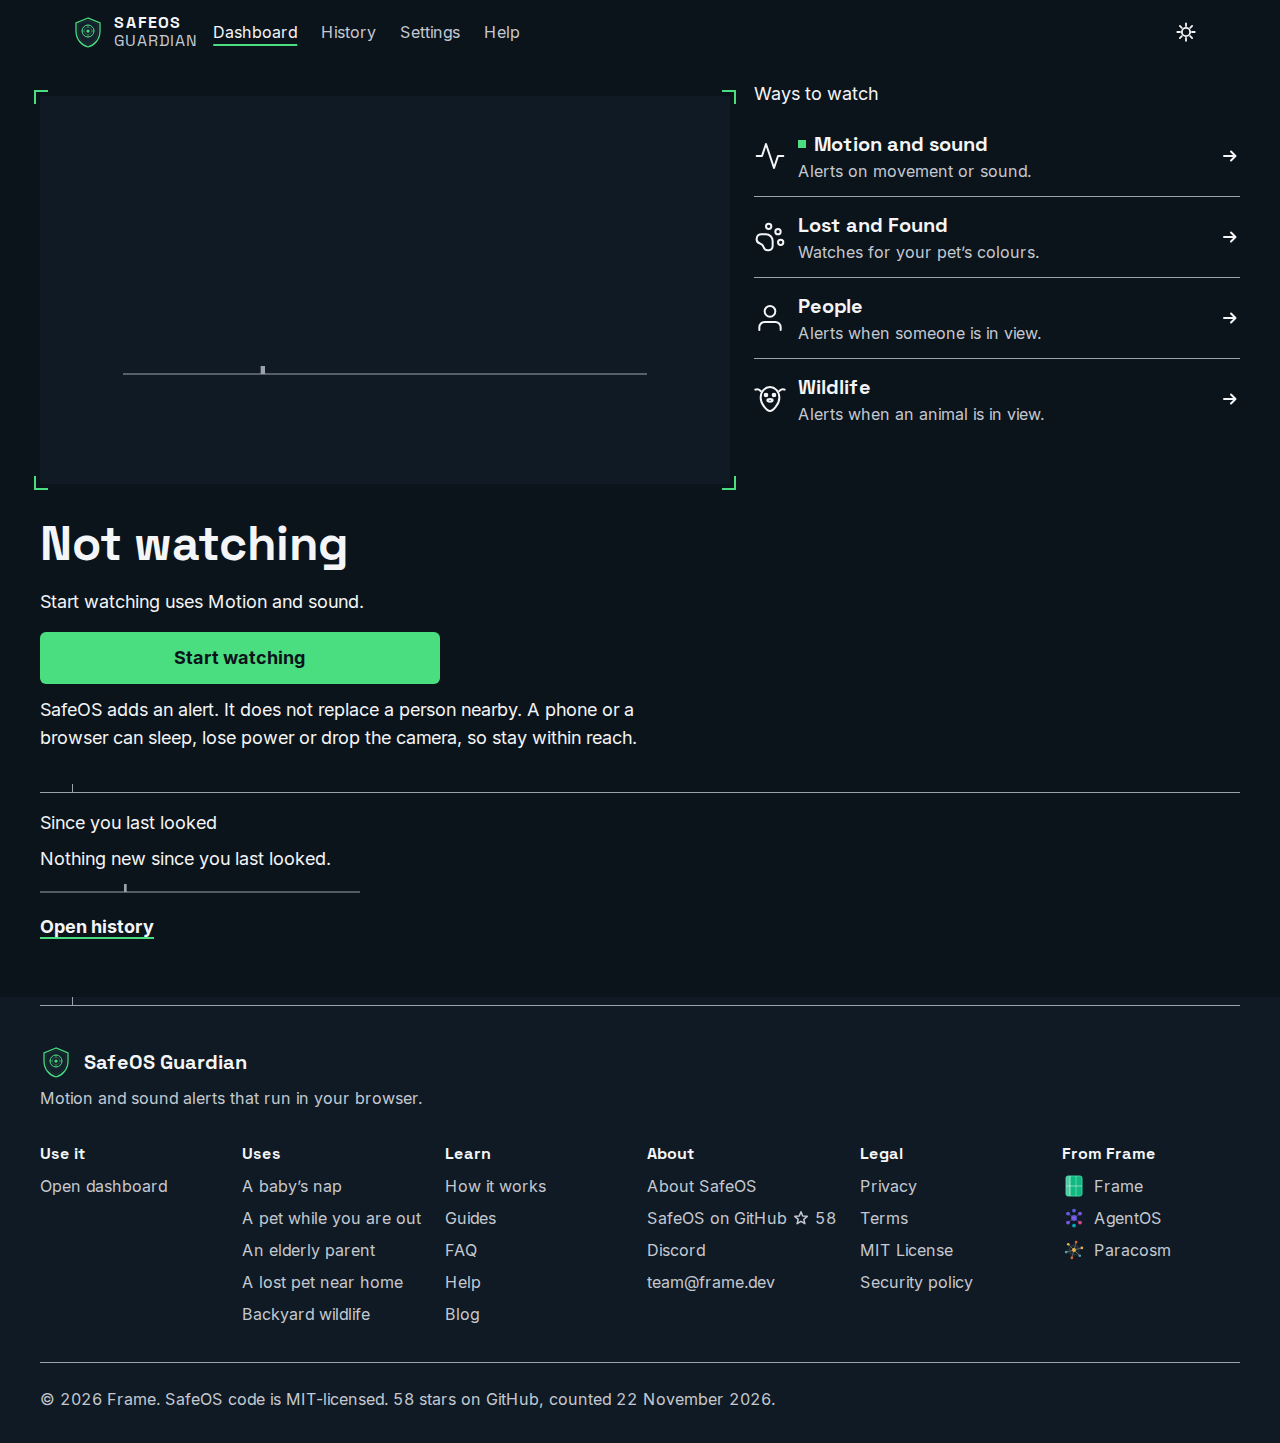 SAFEOS
GUARDIAN
Dashboard
History
Settings
Help
Ways to watch
Motion and sound
Alerts on movement or sound.
Lost and Found
Watches for your pet’s colours.
People
Alerts when someone is in view.
Wildlife
Alerts when an animal is in view.
Not watching
Start watching uses Motion and sound.
Start watching
SafeOS adds an alert. It does not replace a person nearby. A phone or a
browser can sleep, lose power or drop the camera, so stay within reach.
Since you last looked
Nothing new since you last looked.
Open history
SafeOS Guardian
Motion and sound alerts that run in your browser.
Use it
Open dashboard
Uses
A baby’s nap
A pet while you are out
An elderly parent
A lost pet near home
Backyard wildlife
Learn
How it works
Guides
FAQ
Help
Blog
About
About SafeOS
SafeOS on GitHub ☆ 58
Discord
team@frame.dev
Legal
Privacy
Terms
MIT License
Security policy
From Frame
Frame
AgentOS
Paracosm
© 2026 Frame. SafeOS code is MIT-licensed. 58 stars on GitHub, counted 22 November 2026.